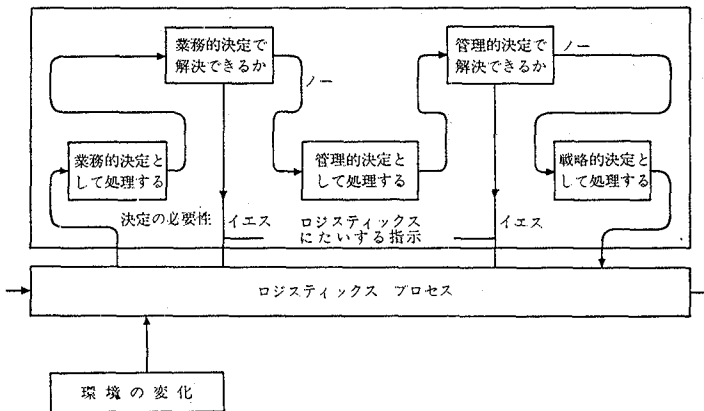 業務的決定で
解決できるか
ノー
管理的決定で
解決できるか
ノー
業務的決定と
して処理する
管理的決定と
して処理する
戦略的決定と
して処理する
決定の必要性
イエス
ロジスティックス
にたいする指示
イエス
ロジスティックス プロセス
環境の変化